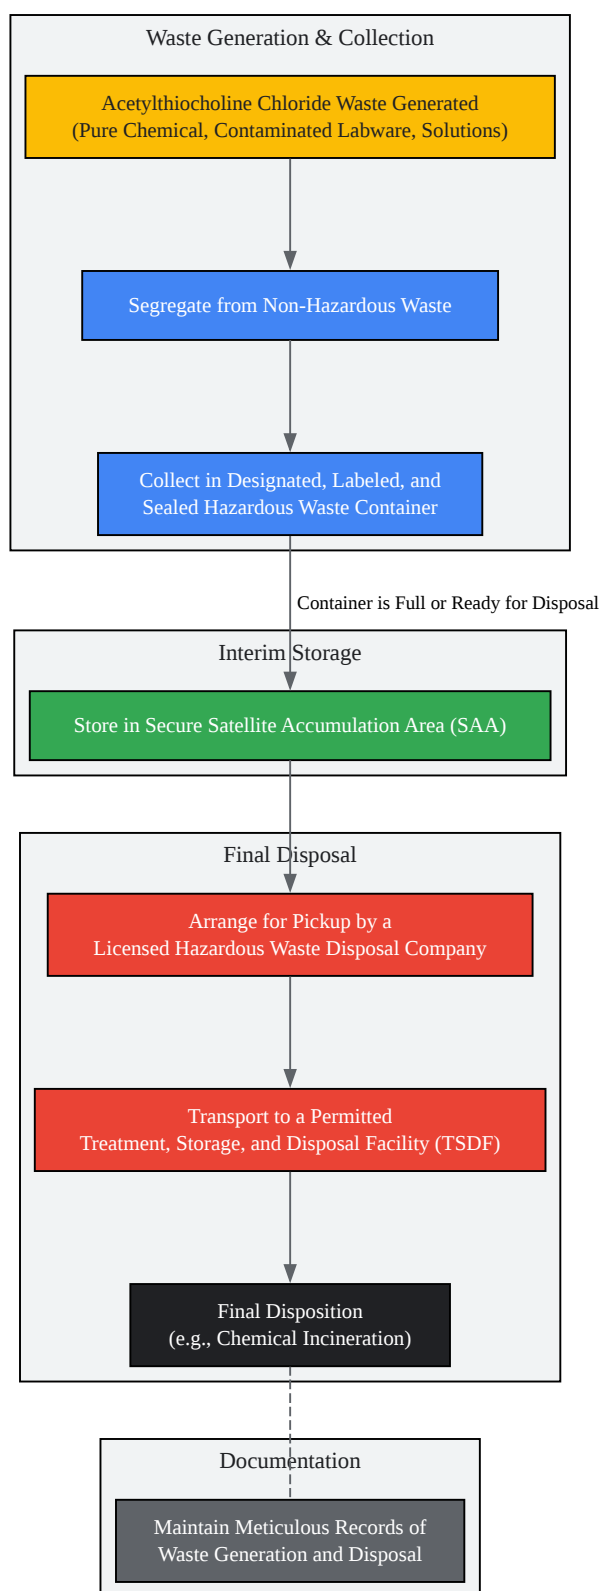 Waste Generation & Collection
Acetylthiocholine Chloride Waste Generated
(Pure Chemical, Contaminated Labware, Solutions)
Segregate from Non-Hazardous Waste
Collect in Designated, Labeled, and
Sealed Hazardous Waste Container
Container is Full or Ready for Disposal
Interim Storage
Store in Secure Satellite Accumulation Area (SAA)
Final Disposal
Arrange for Pickup by a
Licensed Hazardous Waste Disposal Company
Transport to a Permitted
Treatment, Storage, and Disposal Facility (TSDF)
Final Disposition
(e.g., Chemical Incineration)
Documentation
Maintain Meticulous Records of
Waste Generation and Disposal